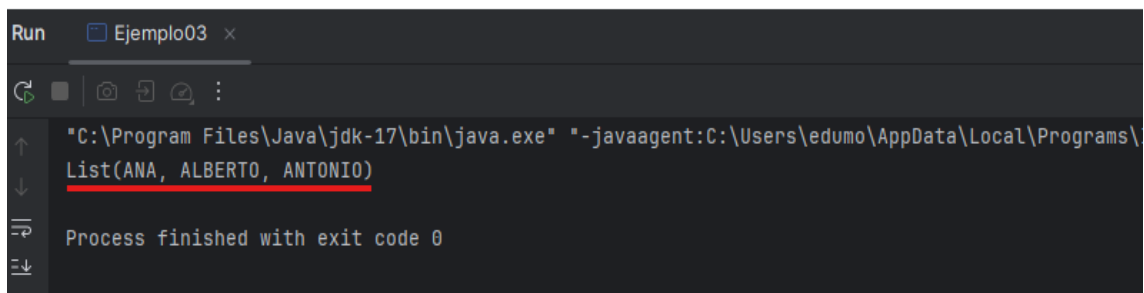 Run Ejemplo03
"C:\Program Files\Java\jdk-17\bin\java.exe" "-javaagent:C:\Users\edumo\AppData\Local\Programs\
List(ANA, ALBERTO, ANTONIO)
Process finished with exit code 0